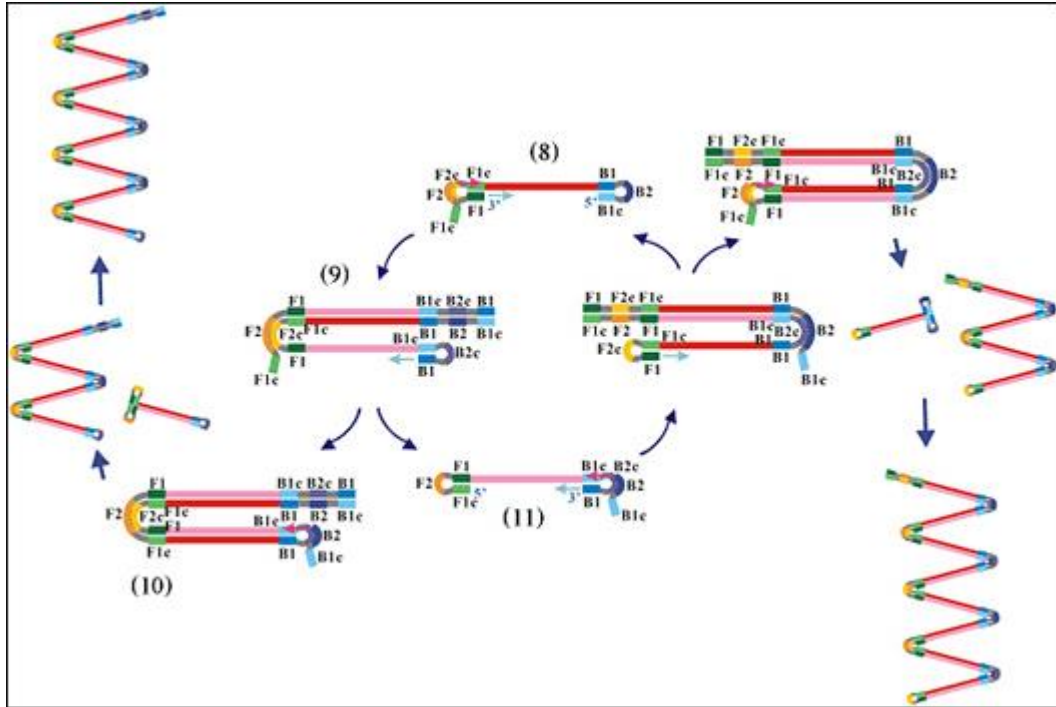 (8)
F2c F1c
F2
F1 3'
F1c
B1
B2
5' B1c
F1 F2c F1c
F1c F2 F1
F1c
F1
F1c
B1
B1c
B2c
B1
B2
B1c
(9)
F1
B1c B2c B1
F2
F2c F1c
B1 B2 B1c
F1
B1c
B2c
B1
F1c
F1 F2c F1c
F1c F2 F1
F1c
F2c
F1
B1
B1c
B2c
B2
B1
B1
B1c
F1
B1c B2c B1
F2
F2c F1c
F1
B1 B2 B1c
B1c
B2
F1c
B1
B1c
(10)
F1
F2
F1c 5'
B1c B2c
B2
3' B1
B1c
(11)